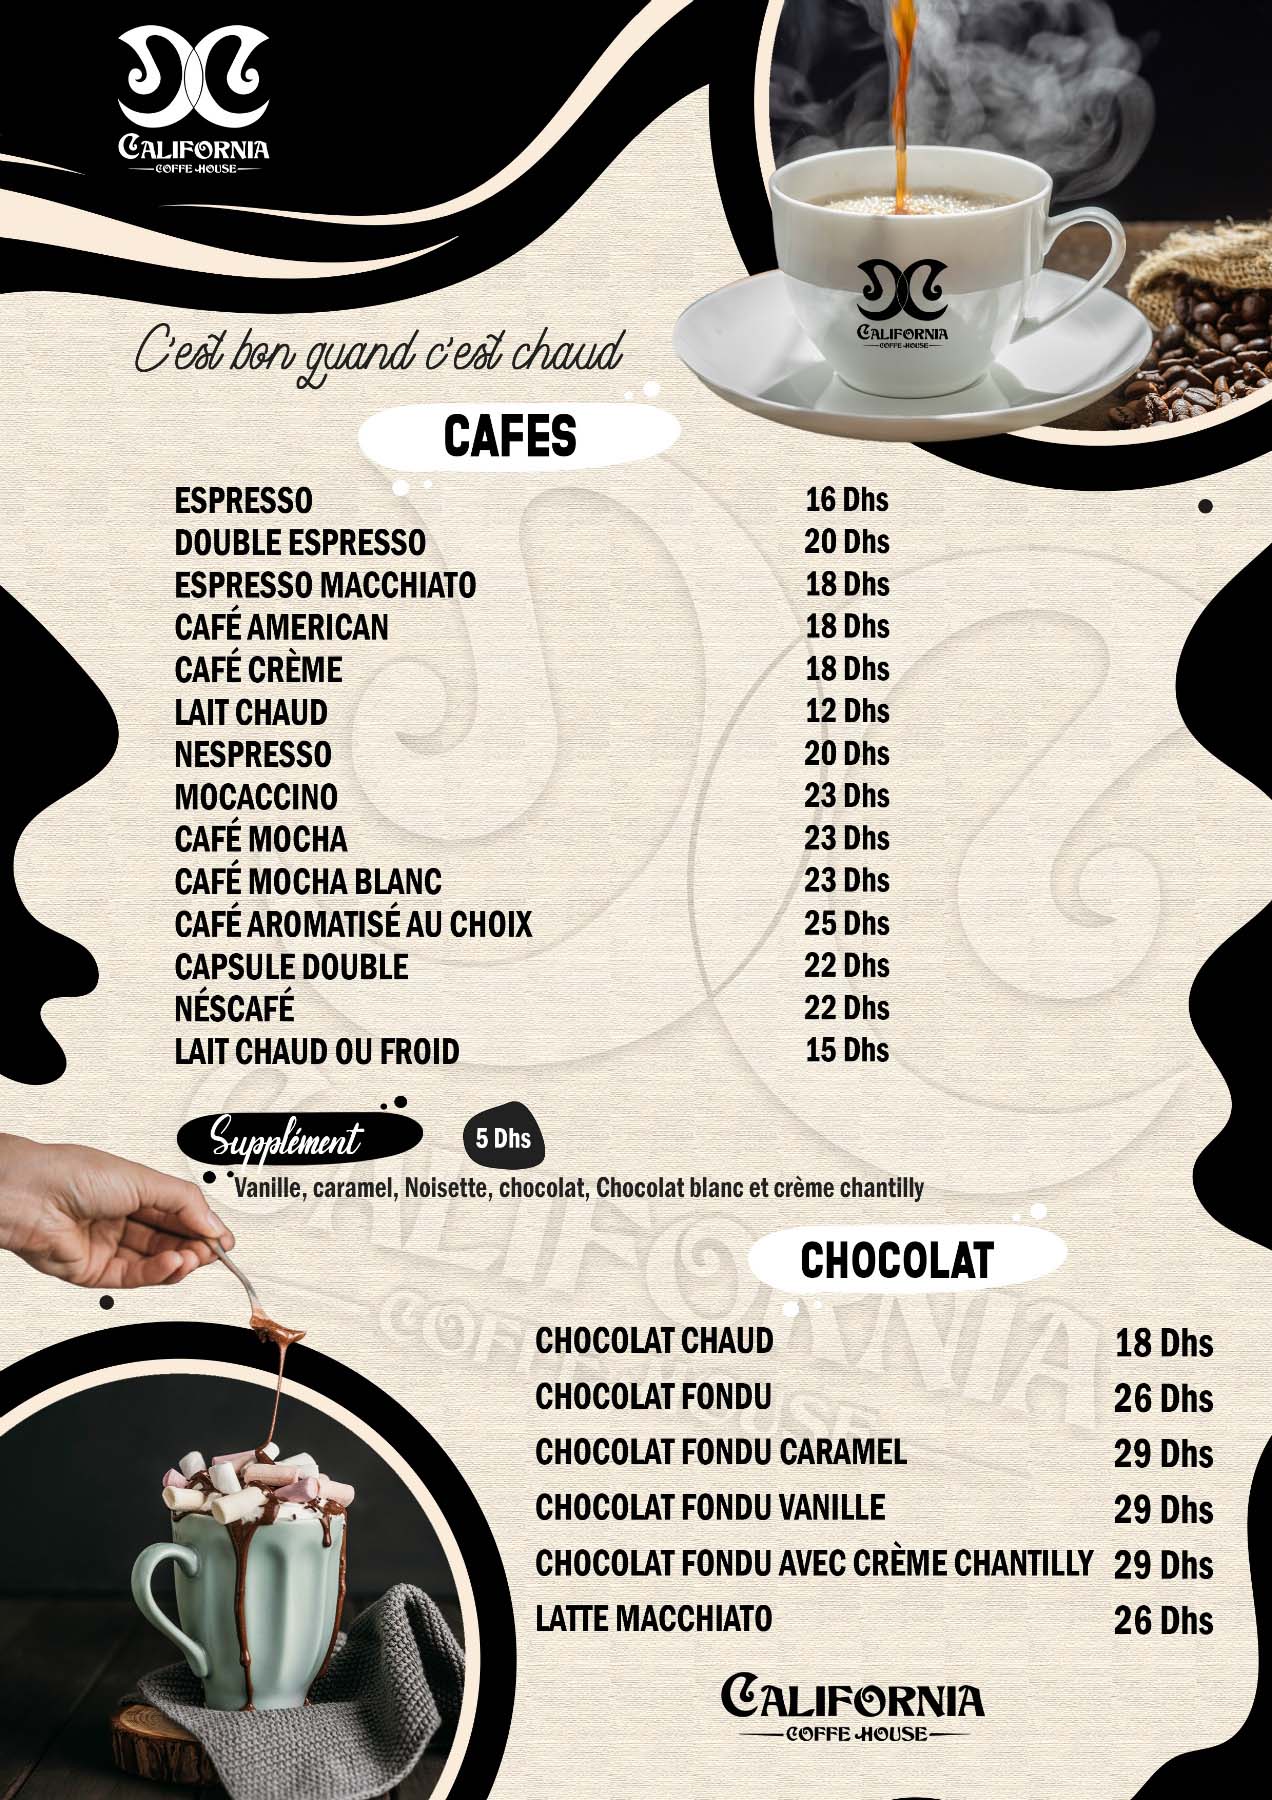 CALIFORNIA
COFFE HOUSE
CALIFORNIA
COFFE HOUSE
C'est bon quand c'est chaud
CAFES
ESPRESSO 16 Dhs
DOUBLE ESPRESSO 20 Dhs
ESPRESSO MACCHIATO 18 Dhs
CAFÉ AMERICAN 18 Dhs
CAFÉ CRÈME 18 Dhs
LAIT CHAUD 12 Dhs
NESPRESSO 20 Dhs
MOCACCINO 23 Dhs
CAFÉ MOCHA 23 Dhs
CAFÉ MOCHA BLANC 23 Dhs
CAFÉ AROMATISÉ AU CHOIX 25 Dhs
CAPSULE DOUBLE 22 Dhs
NÉSCAFÉ 22 Dhs
LAIT CHAUD OU FROID 15 Dhs
Supplément 5 Dhs
Vanille, caramel, Noisette, chocolat, Chocolat blanc et crème chantilly
CALIFORNIA
COFFE HOUSE
CHOCOLAT
CHOCOLAT CHAUD 18 Dhs
CHOCOLAT FONDU 26 Dhs
CHOCOLAT FONDU CARAMEL 29 Dhs
CHOCOLAT FONDU VANILLE 29 Dhs
CHOCOLAT FONDU AVEC CRÈME CHANTILLY 29 Dhs
LATTE MACCHIATO 26 Dhs
CALIFORNIA
COFFE HOUSE